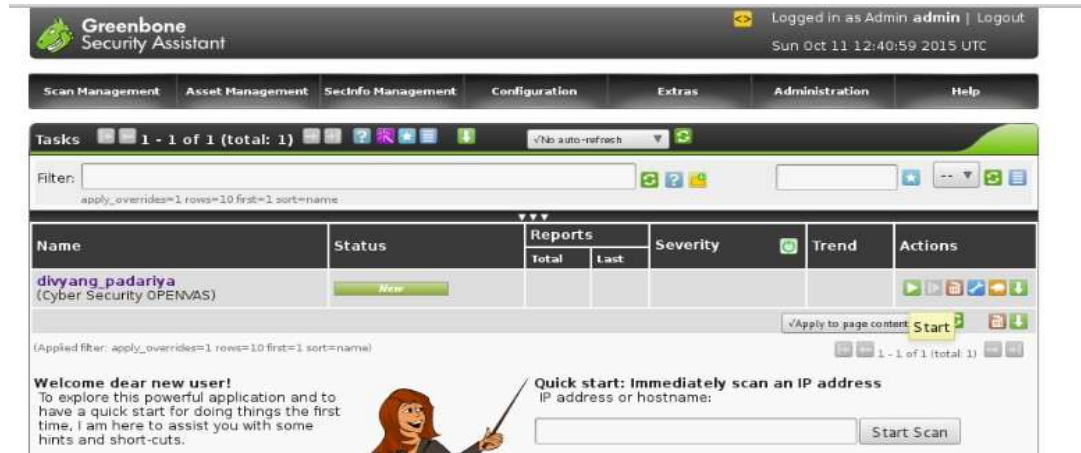 Greenbone
Security Assistant
Logged in as Admin admin | Logout
Sun Oct 11 12:40:59 2015 UTC
Scan Management Asset Management SecInfo Management Configuration Extras Administration Help
Tasks 1 - 1 of 1 (total: 1) √No auto-refresh
Filter: --
apply_overrides=1 rows=10 first=1 sort=name
Name Status Reports Severity Trend Actions
Total Last
divyang_padariya
(Cyber Security OPENVAS) New
√Apply to page content Start
(Applied filter: apply_overrides=1 rows=10 first=1 sort=name) 1 - 1 of 1 (total: 1)
Welcome dear new user!
To explore this powerful application and to
have a quick start for doing things the first
time, I am here to assist you with some
hints and short-cuts.
Quick start: Immediately scan an IP address
IP address or hostname:
Start Scan